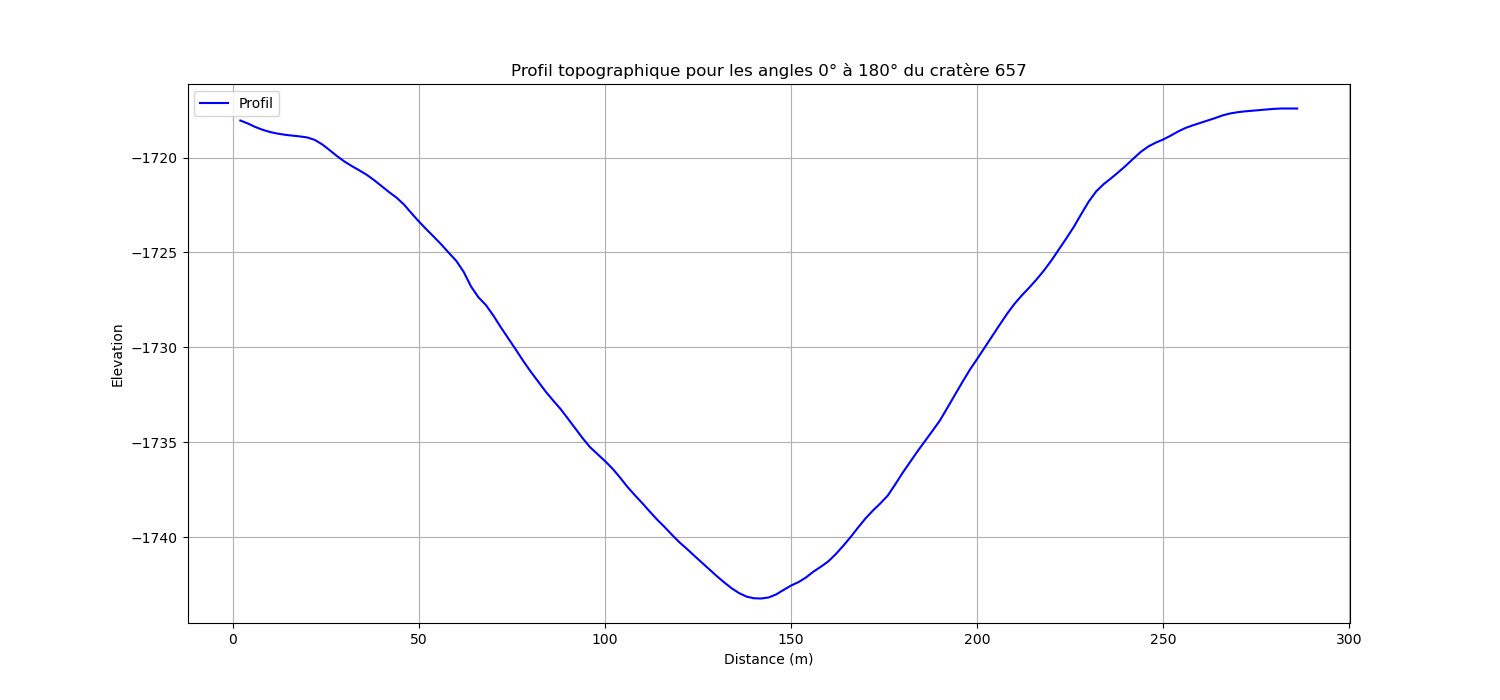 Profil topographique pour les angles 0° à 180° du cratère 657
Profil
−1720
−1725
−1730
−1735
−1740
Elevation
0 50 100 150 200 250 300
Distance (m)